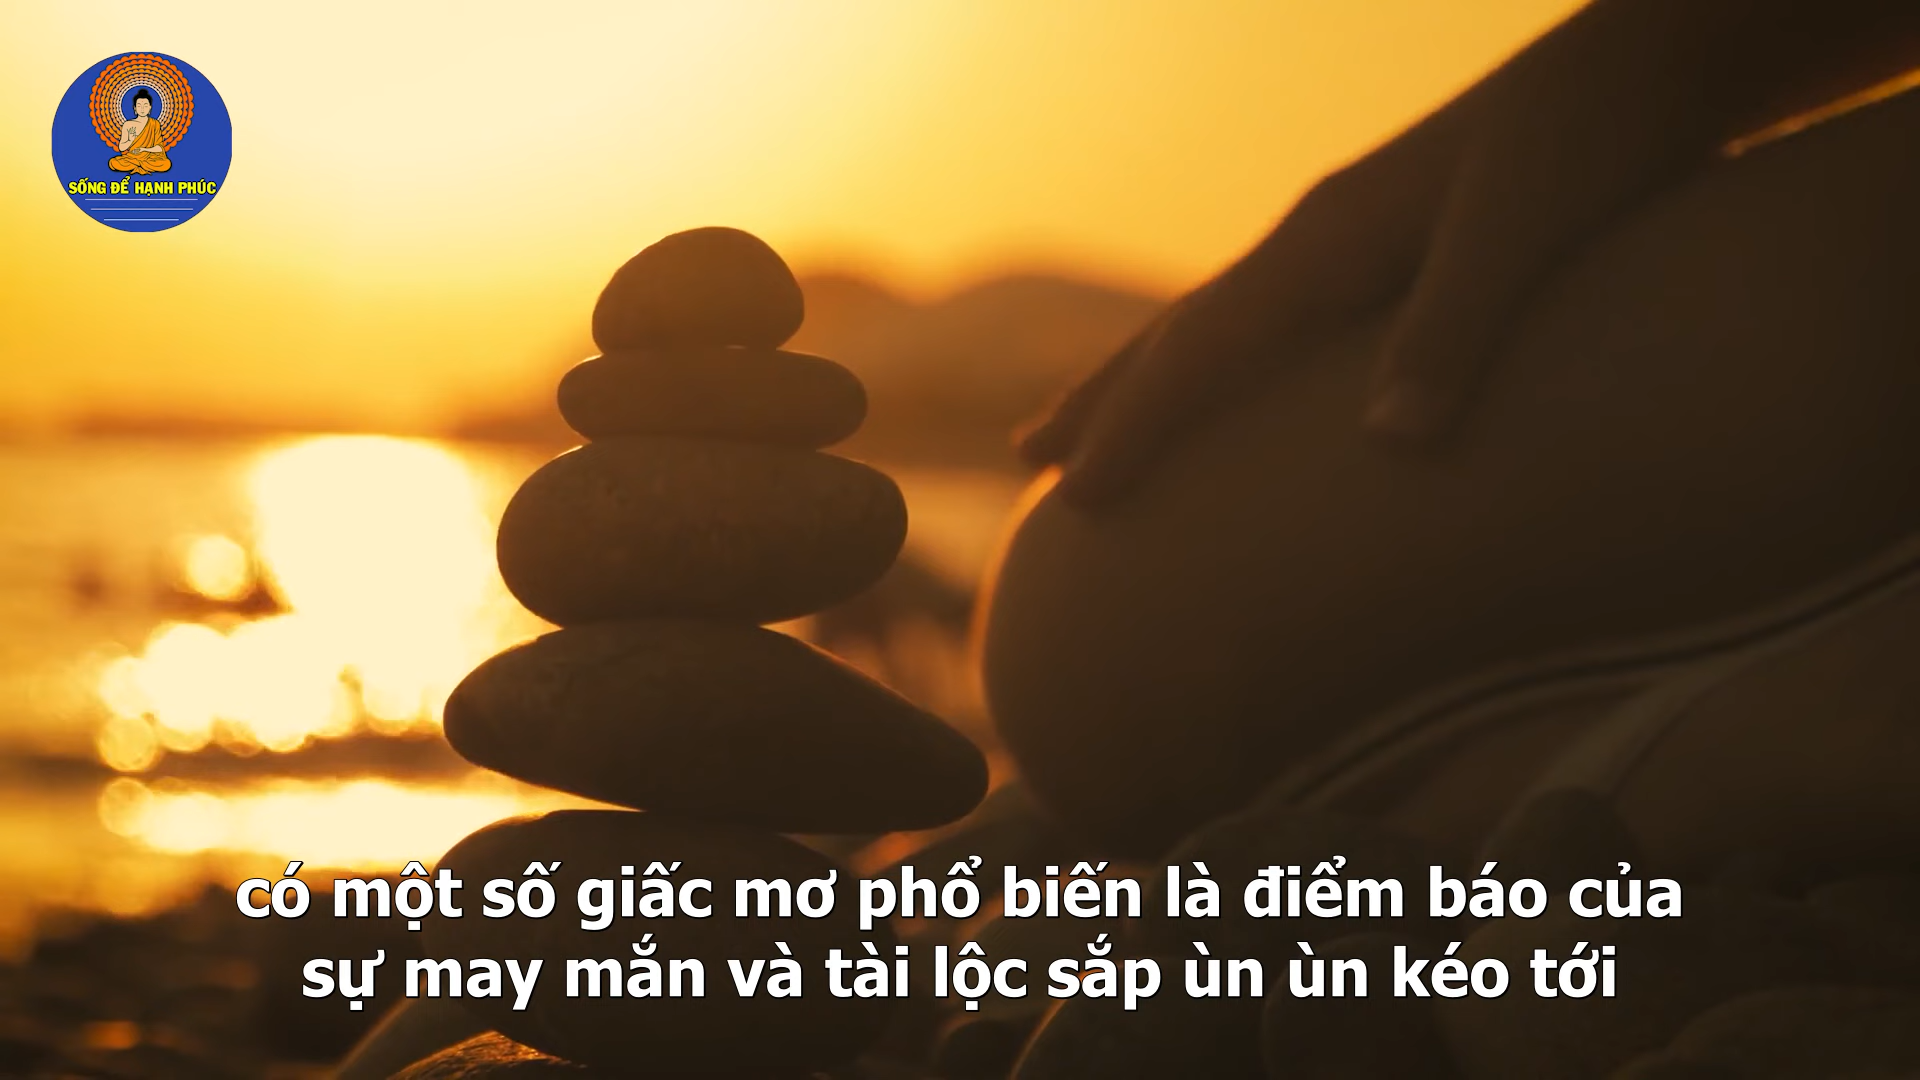 SỐNG ĐỂ HẠNH PHÚC
có một số giấc mơ phổ biến là điểm báo của
sự may mắn và tài lộc sắp ùn ùn kéo tới